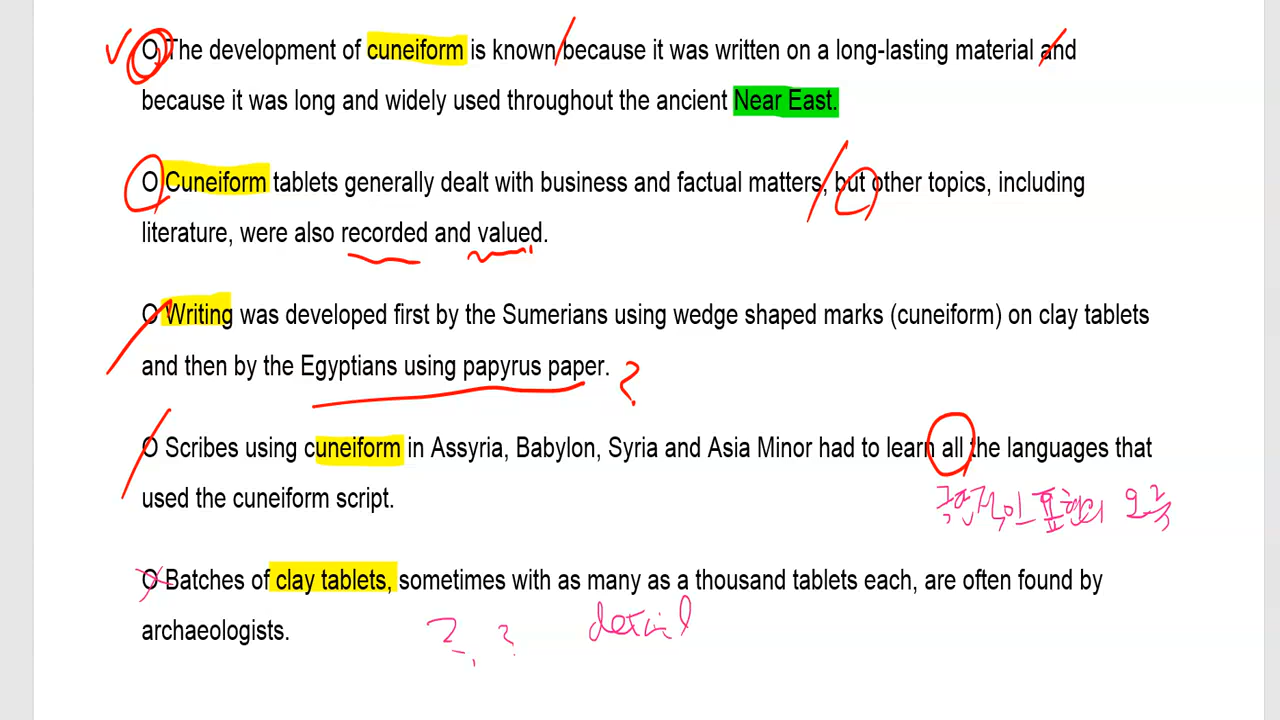 O The development of cuneiform is known because it was written on a long-lasting material and
because it was long and widely used throughout the ancient Near East.
O Cuneiform tablets generally dealt with business and factual matters, but other topics, including
literature, were also recorded and valued.
O Writing was developed first by the Sumerians using wedge shaped marks (cuneiform) on clay tablets
and then by the Egyptians using papyrus paper.
?
O Scribes using cuneiform in Assyria, Babylon, Syria and Asia Minor had to learn all the languages that
used the cuneiform script.
극단적인 표현의 오류
O Batches of clay tablets, sometimes with as many as a thousand tablets each, are often found by
archaeologists.
detail